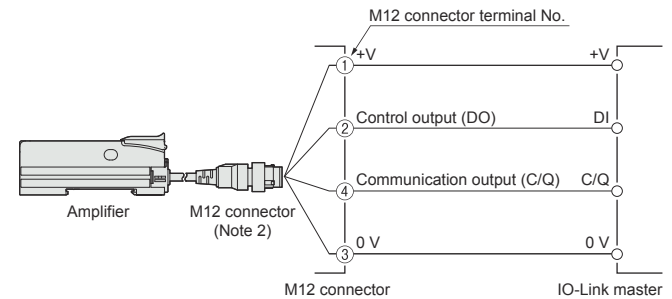 M12 connector terminal No.
1 +V +V
2 Control output (DO) DI
4 Communication output (C/Q) C/Q
3 0 V 0 V
Amplifier
M12 connector
(Note 2)
M12 connector
IO-Link master